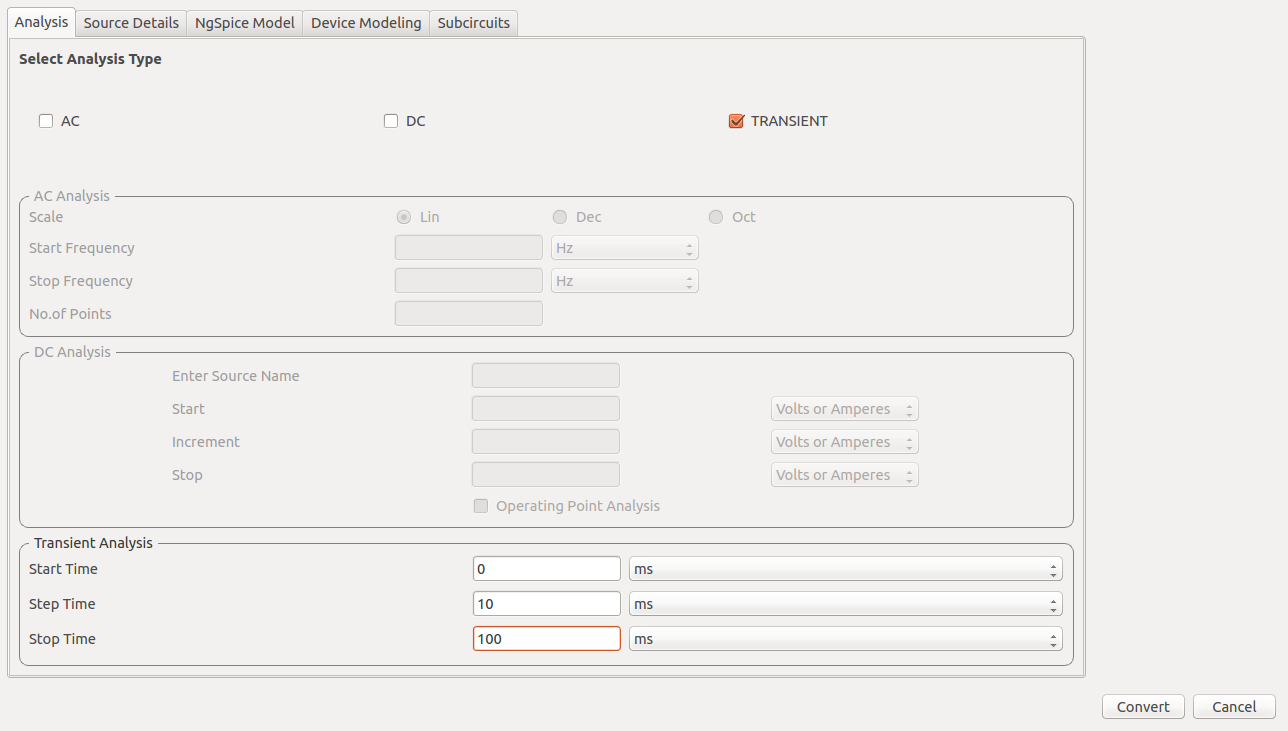 Analysis Source Details NgSpice Model Device Modeling Subcircuits
Select Analysis Type
AC DC TRANSIENT
AC Analysis
Scale Lin Dec Oct
Start Frequency Hz
Stop Frequency Hz
No.of Points
DC Analysis
Enter Source Name
Start Volts or Amperes
Increment Volts or Amperes
Stop Volts or Amperes
Operating Point Analysis
Transient Analysis
Start Time 0 ms
Step Time 10 ms
Stop Time 100 ms
Convert Cancel